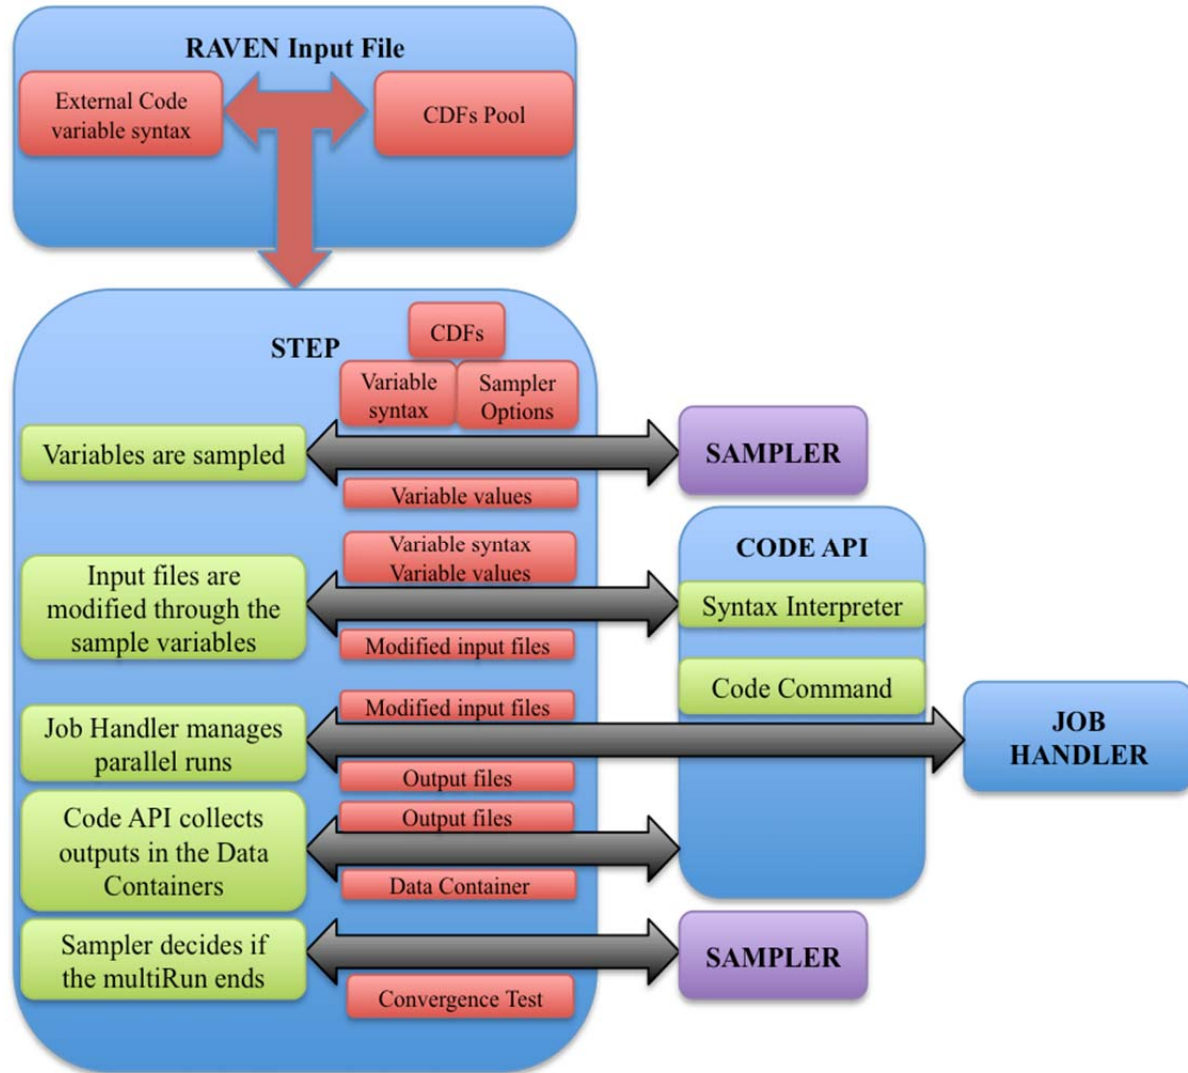 RAVEN Input File
External Code
variable syntax
CDFs Pool
STEP
CDFs
Variable
syntax
Sampler
Options
Variables are sampled
SAMPLER
Variable values
Variable syntax
Variable values
CODE API
Input files are
modified through the
sample variables
Syntax Interpreter
Modified input files
Code Command
Modified input files
Job Handler manages
parallel runs
JOB
HANDLER
Output files
Output files
Code API collects
outputs in the Data
Containers
Data Container
Sampler decides if
the multiRun ends
SAMPLER
Convergence Test